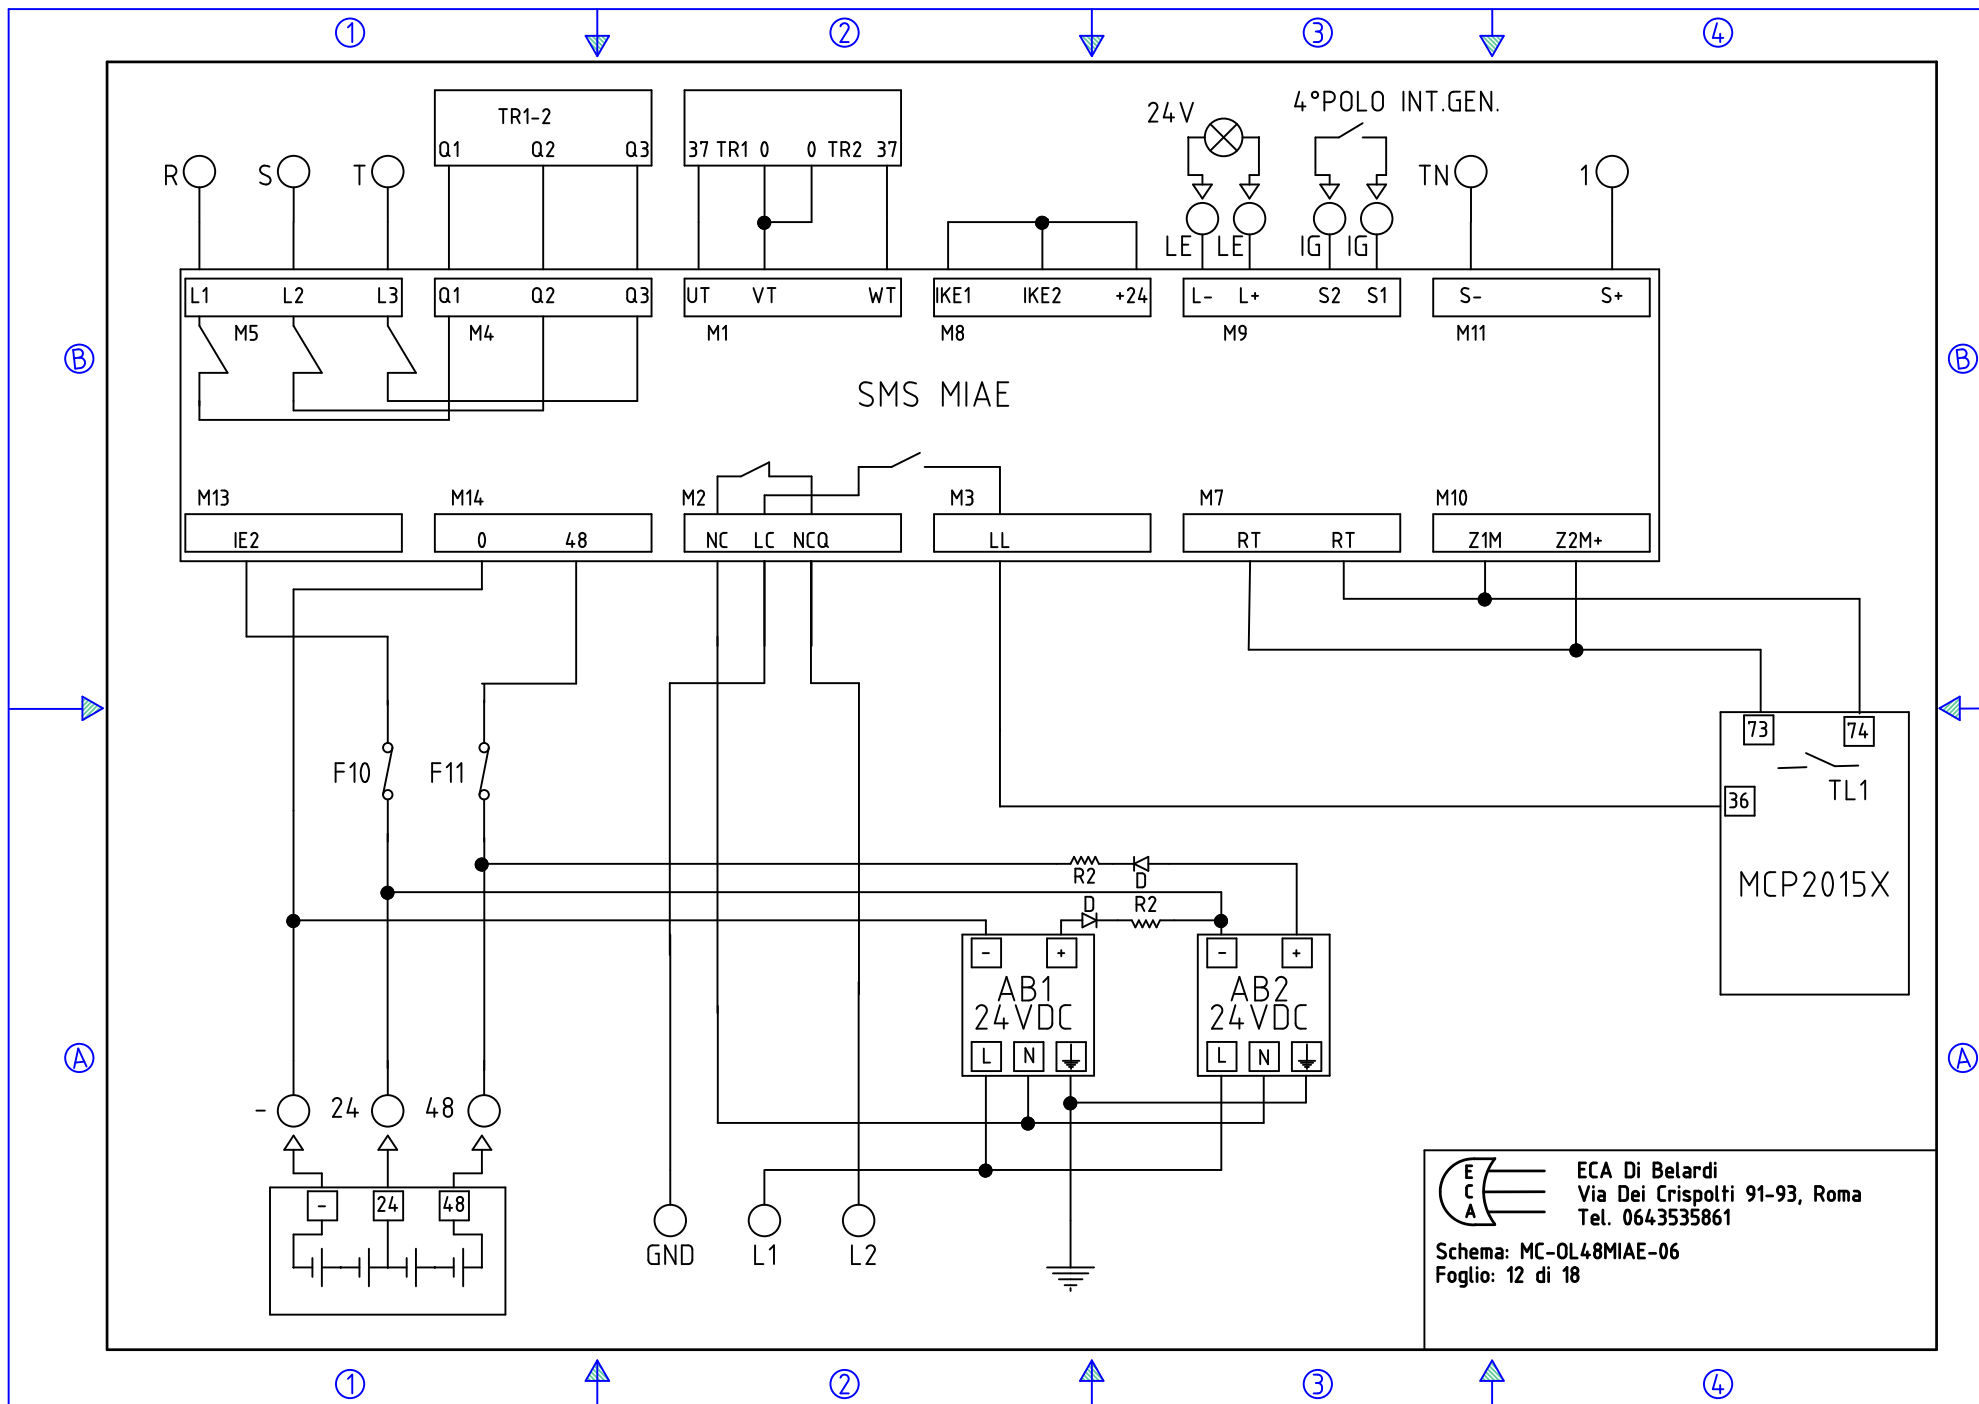 1 2 3 4
24V 4°POLO INT.GEN.
TR1-2
Q1 Q2 Q3
37 TR1 0 0 TR2 37
R S T
TN 1
LE LE IG IG
L1 L2 L3
Q1 Q2 Q3
UT VT WT
IKE1 IKE2 +24
L- L+ S2 S1
S- S+
M5 M4 M1 M8 M9 M11
B B
SMS MIAE
M13 M14 M2 M3 M7 M10
IE2
0 48
NC LC NCQ
LL
RT RT
Z1M Z2M+
73 74
F10 F11
TL1
36
R2 D
MCP2015X
D R2
- + - +
AB1
24VDC
AB2
24VDC
L N L N
A A
- 24 48
- 24 48
GND L1 L2
E
C
A
ECA Di Belardi
Via Dei Crispolti 91-93, Roma
Tel. 0643535861
Schema: MC-OL48MIAE-06
Foglio: 12 di 18
1 2 3 4